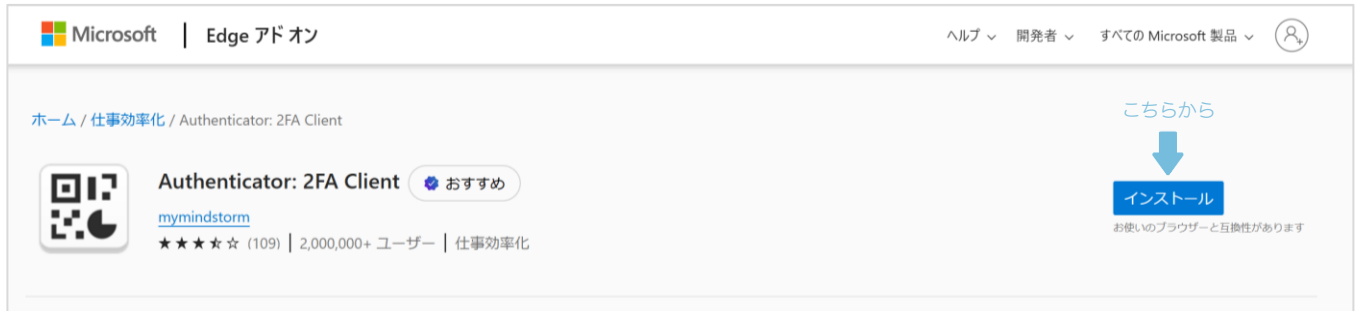 Microsoft | Edge アド オン ヘルプ 開発者 すべての Microsoft 製品
ホーム / 仕事効率化 / Authenticator: 2FA Client
こちらから
Authenticator: 2FA Client おすすめ
インストール
mymindstorm
お使いのブラウザーと互換性があります
(109) | 2,000,000+ ユーザー | 仕事効率化